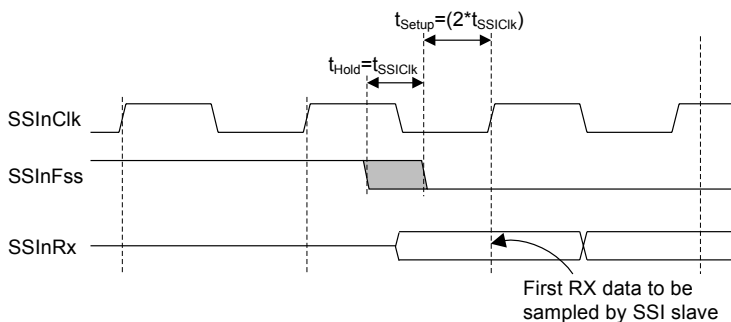 tSetup=(2*tSSIClk)
tHold=tSSIClk
SSInClk
SSInFss
SSInRx
First RX data to be
sampled by SSI slave